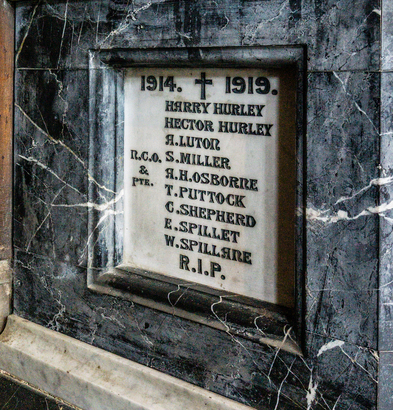 1914. ✝ 1919.
HARRY HURLEY
HECTOR HURLEY
A.LUTON
R.C.O. S.MILLER
& A.H.OSBORNE
PTE. T.PUTTOCK
C.SHEPHERD
E.SPILLET
W.SPILLANE
R.I.P.